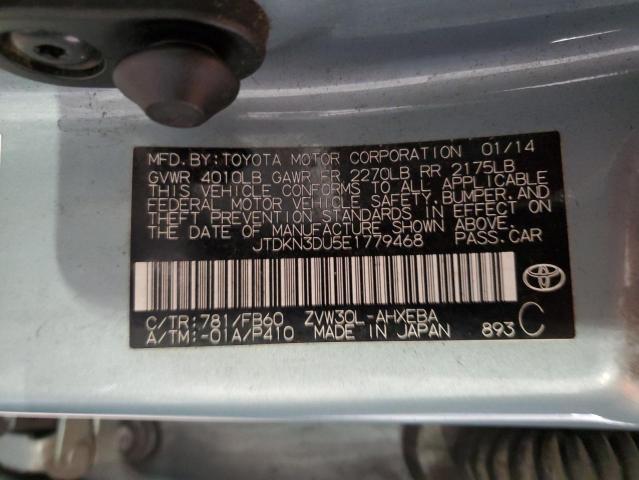 MFD. BY: TOYOTA MOTOR CORPORATION 01/14
GVWR 4010LB GAWR FR 2270LB RR 2175LB
THIS VEHICLE CONFORMS TO ALL APPLICABLE
FEDERAL MOTOR VEHICLE SAFETY, BUMPER, AND
THEFT PREVENTION STANDARDS IN EFFECT ON
THE DATE OF MANUFACTURE SHOWN ABOVE.
JTDKN3DU5E1779468 PASS. CAR
C/TR: 781/FB60 ZVW30L-AHXEBA
A/TM: -01A/P410 MADE IN JAPAN 893 C
TOYOTA